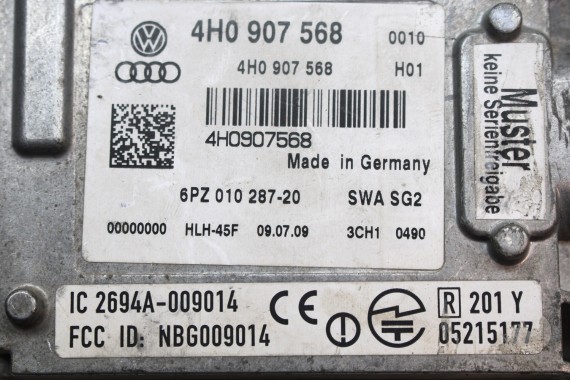 4H0 907 568 0010
4H0 907 568 H01
4H0907568
Made in Germany
6PZ 010 287-20 SWA SG2
00000000 HLH-45F 09.07.09 3CH1 0490
Muster
keine Serienfreigabe
IC 2694A-009014
FCC ID: NBG009014
CE
R 201 Y
05215177